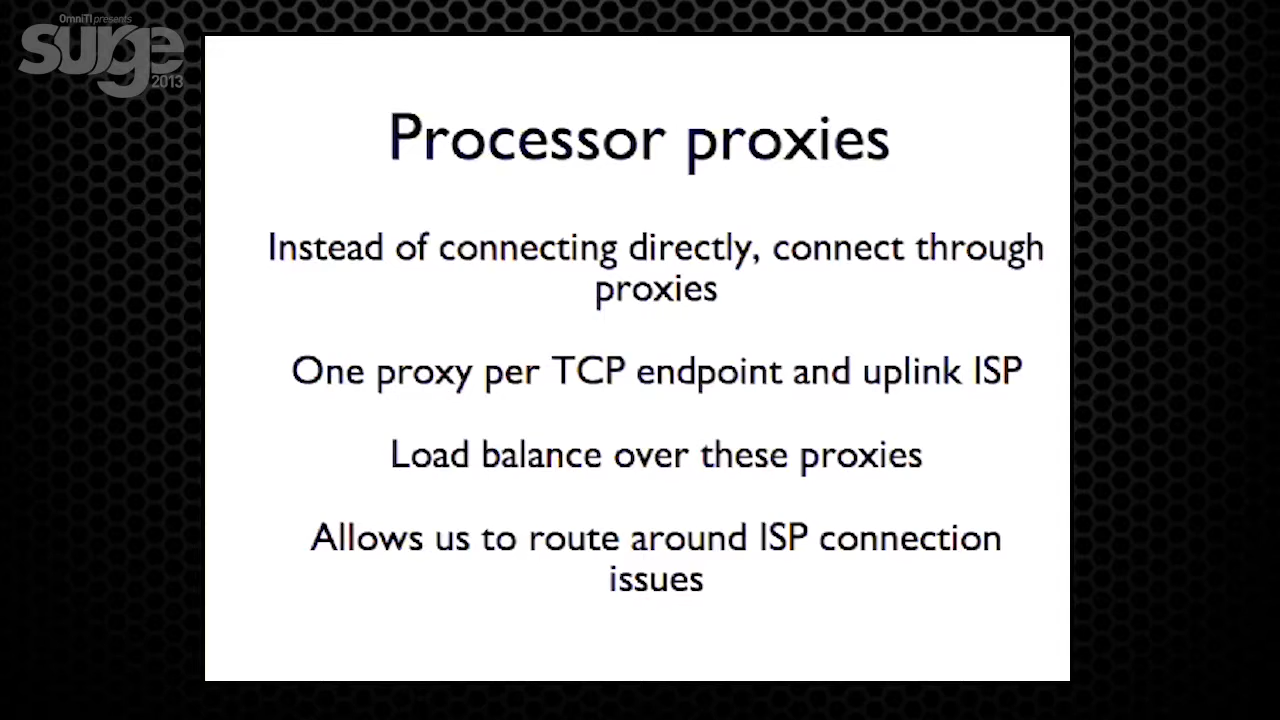 OmniTI presents
surge
2013
Processor proxies
Instead of connecting directly, connect through
proxies
One proxy per TCP endpoint and uplink ISP
Load balance over these proxies
Allows us to route around ISP connection
issues